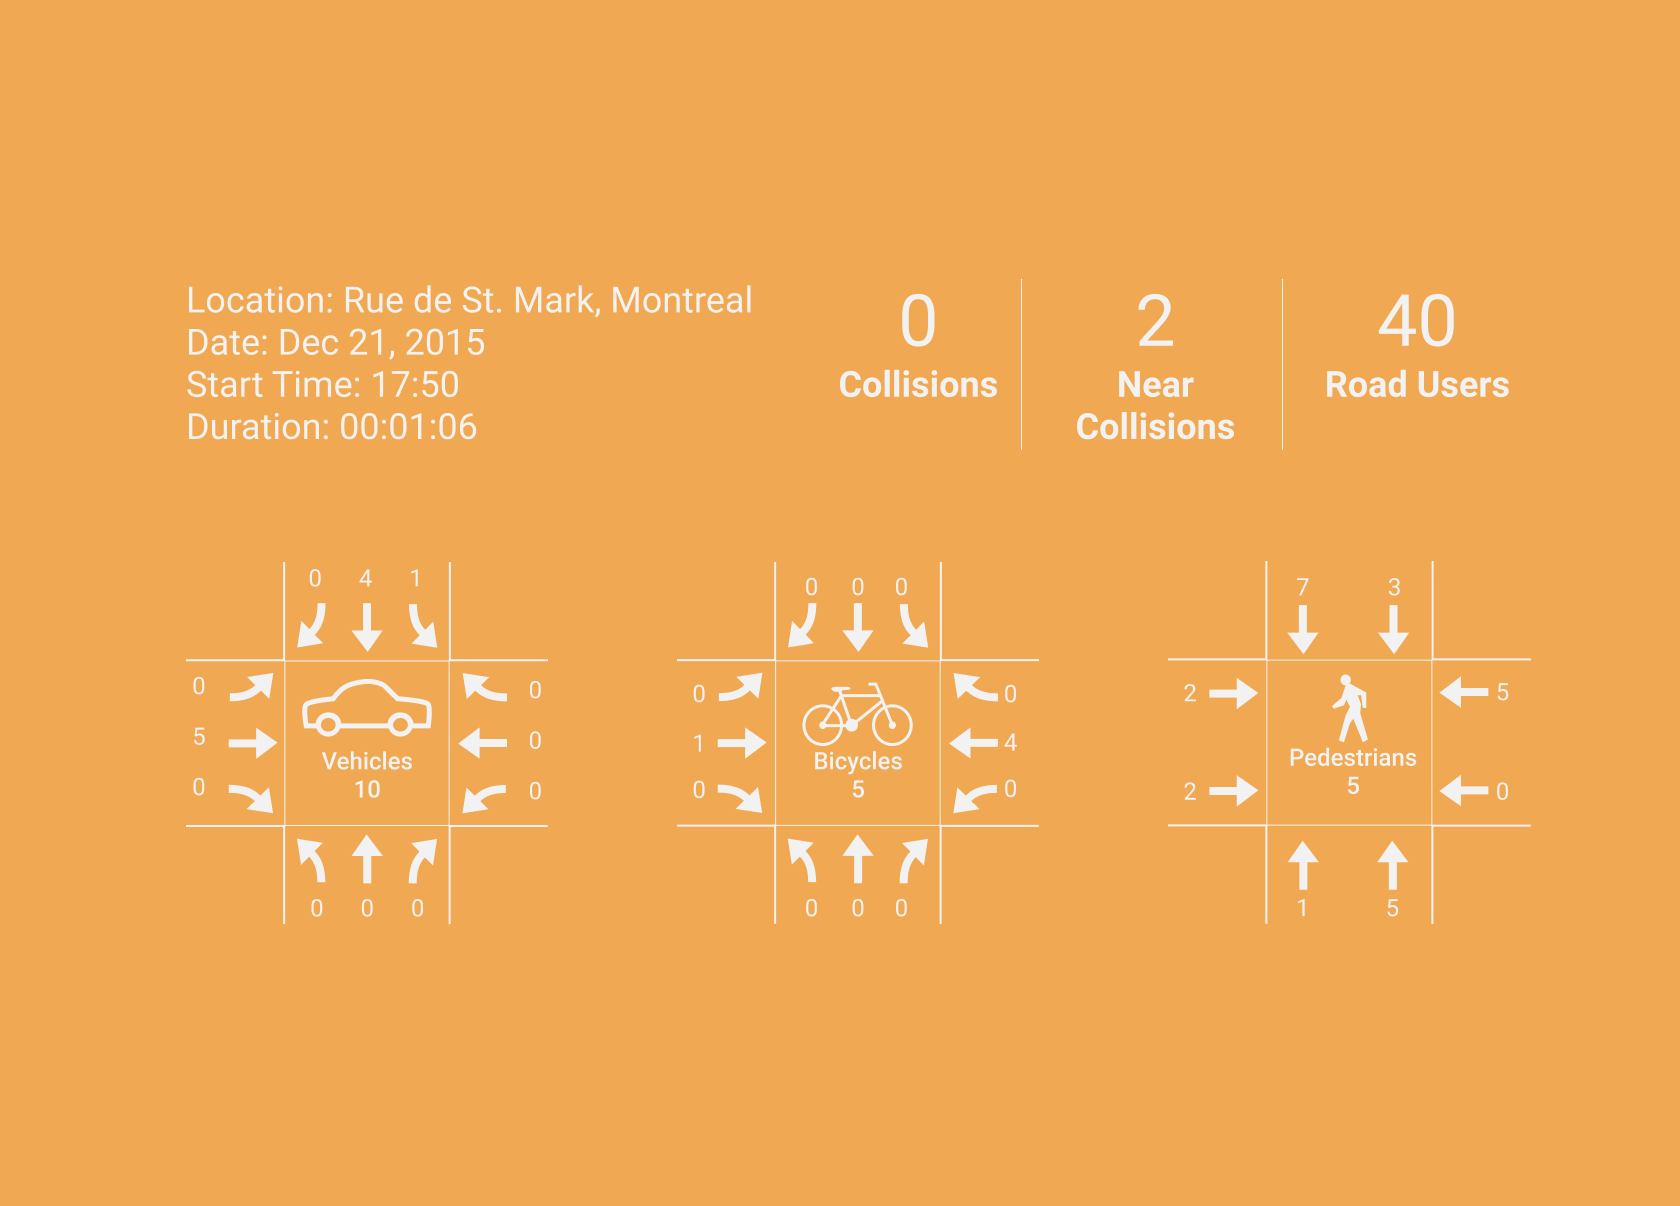 Location: Rue de St. Mark, Montreal
Date: Dec 21, 2015
Start Time: 17:50
Duration: 00:01:06
0
Collisions
2
Near
Collisions
40
Road Users
0 4 1
0 0
5 0
0 0
Vehicles
10
0 0 0
0 0 0
0 0
1 4
0 0
Bicycles
5
0 0 0
7 3
2 5
Pedestrians
5
2 0
1 5